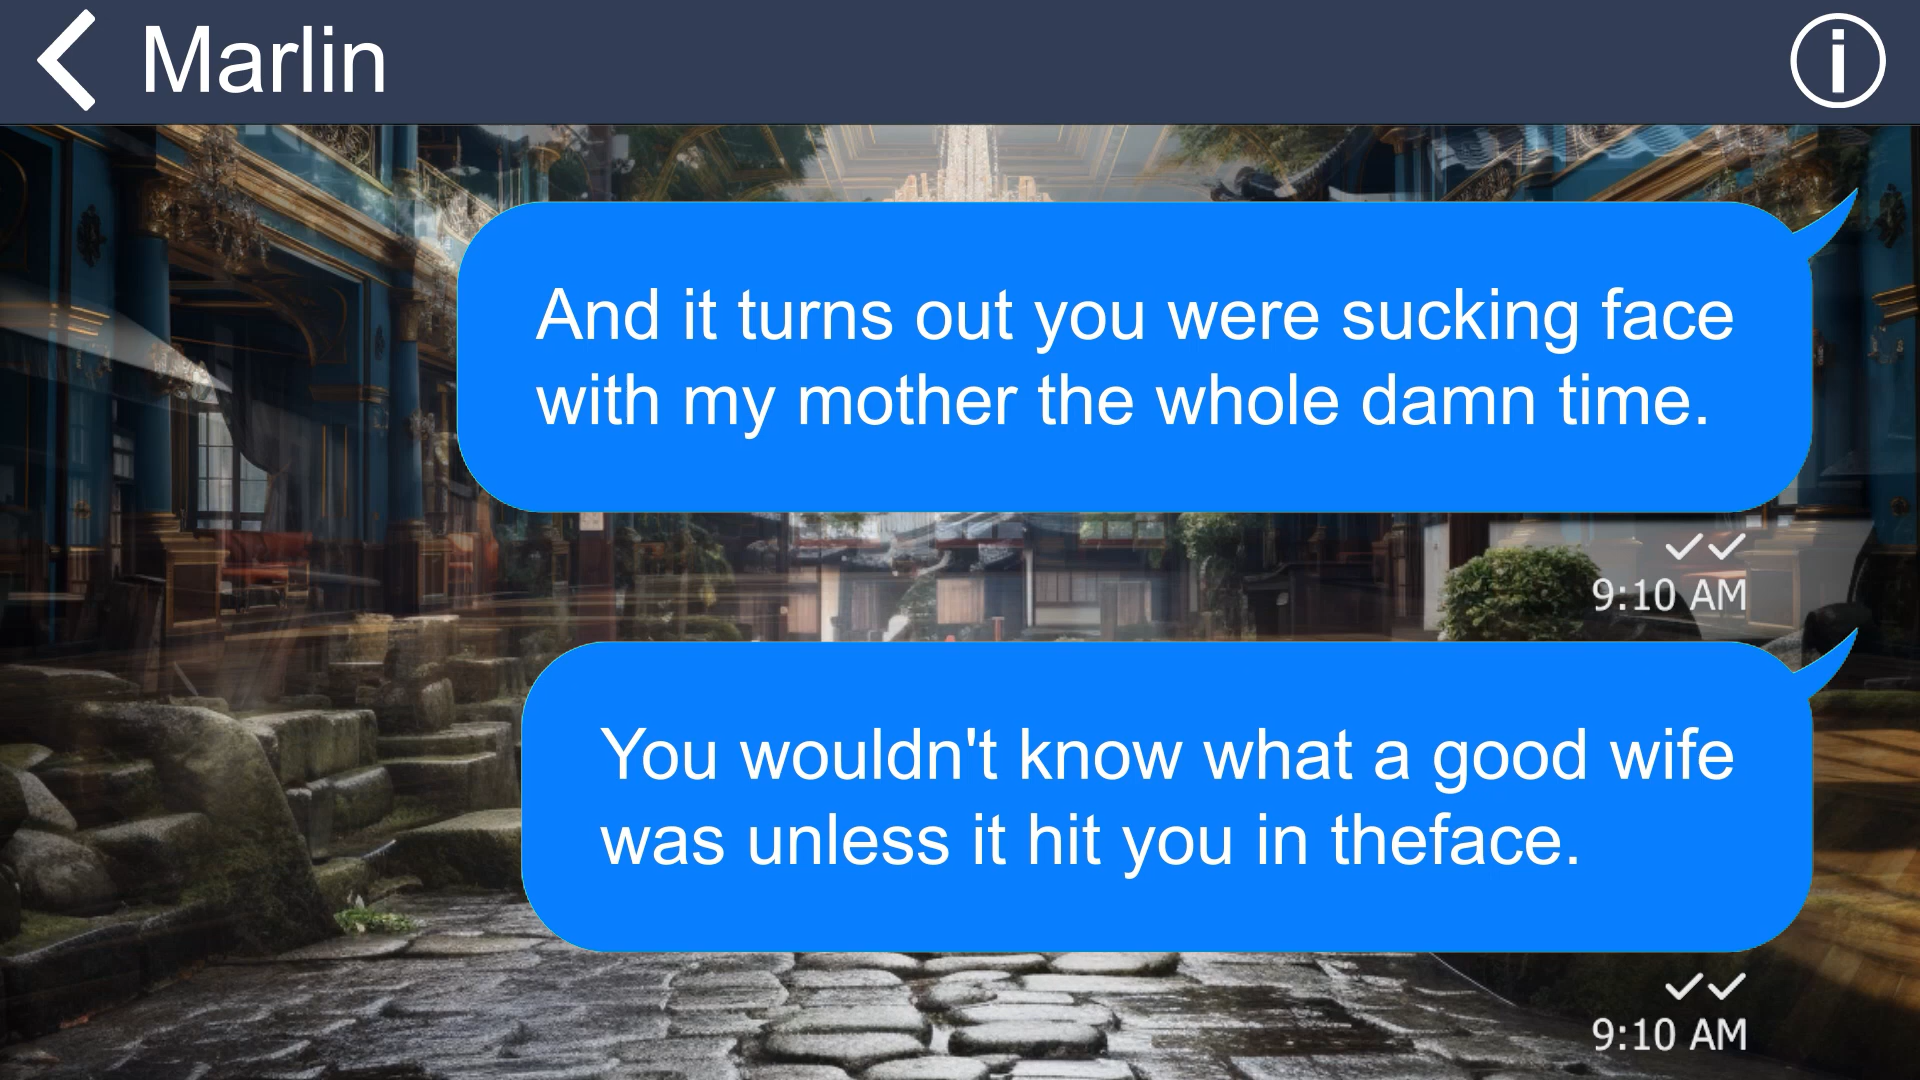 Marlin
And it turns out you were sucking face
with my mother the whole damn time.
9:10 AM
You wouldn't know what a good wife
was unless it hit you in theface.
9:10 AM